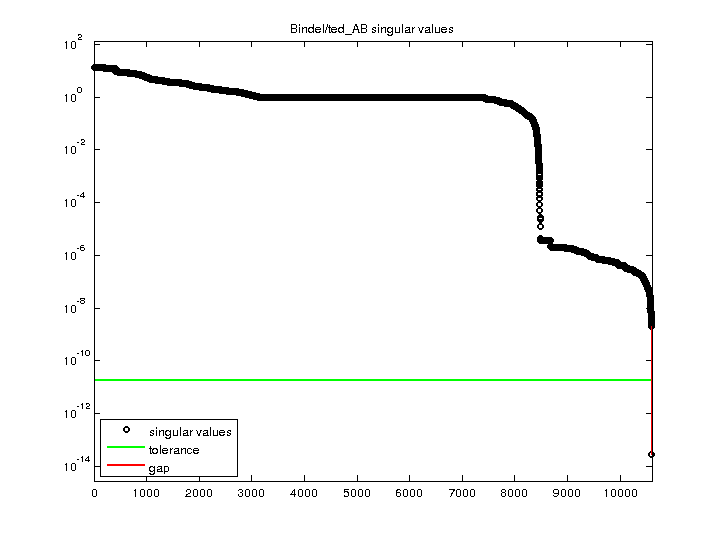 Bindel/ted_AB singular values
10^2
10^0
10^-2
10^-4
10^-6
10^-8
10^-10
10^-12
10^-14
singular values
tolerance
gap
0 1000 2000 3000 4000 5000 6000 7000 8000 9000 10000